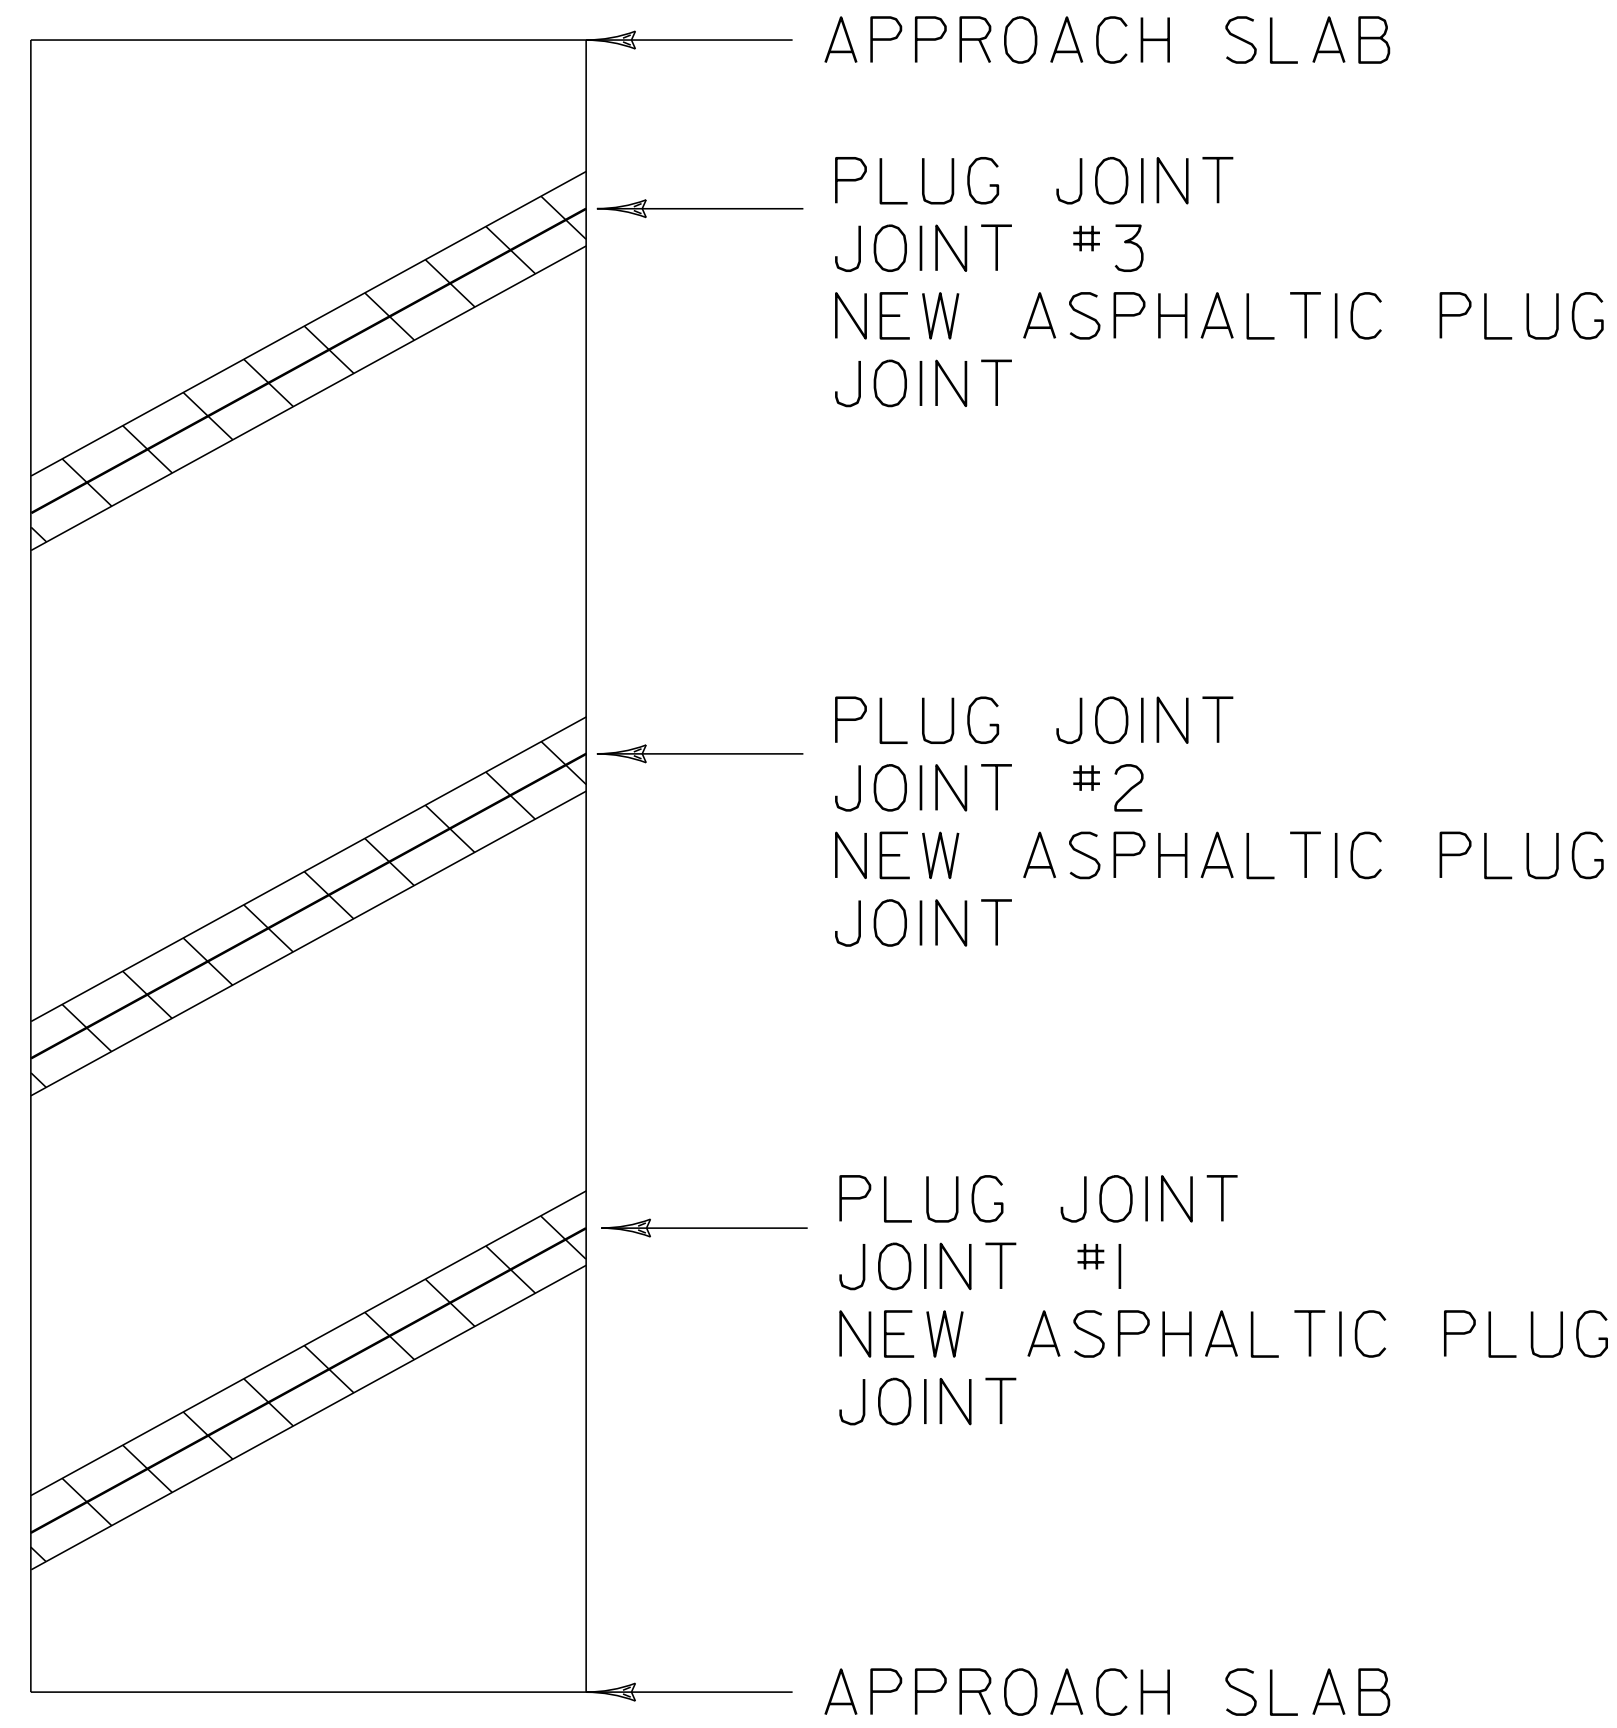 APPROACH SLAB
PLUG JOINT
JOINT #3
NEW ASPHALTIC PLUG
JOINT
PLUG JOINT
JOINT #2
NEW ASPHALTIC PLUG
JOINT
PLUG JOINT
JOINT #1
NEW ASPHALTIC PLUG
JOINT
APPROACH SLAB